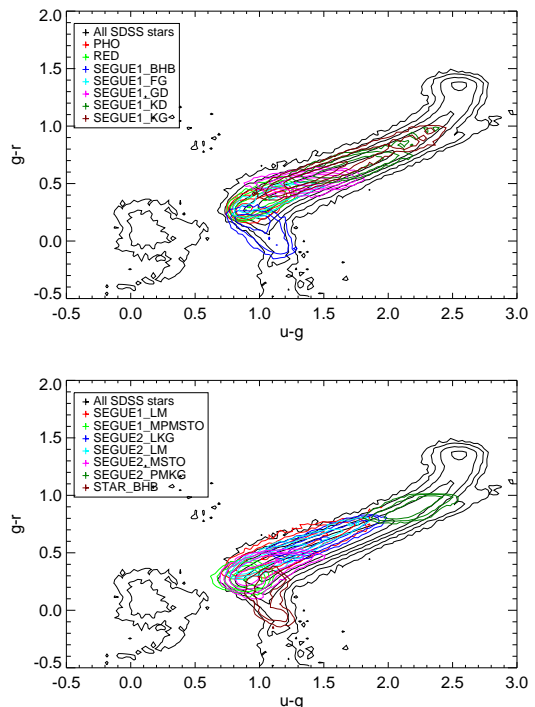 2.0
1.5
1.0
0.5
0.0
-0.5
g-r
All SDSS stars
PHO
RED
SEGUE1_BHB
SEGUE1_FG
SEGUE1_GD
SEGUE1_KD
SEGUE1_KG
-0.5 0.0 0.5 1.0 1.5 2.0 2.5 3.0
u-g
2.0
1.5
1.0
0.5
0.0
-0.5
g-r
All SDSS stars
SEGUE1_LM
SEGUE1_MPMSTO
SEGUE2_LKG
SEGUE2_LM
SEGUE2_MSTO
SEGUE2_PMKG
STAR_BHB
-0.5 0.0 0.5 1.0 1.5 2.0 2.5 3.0
u-g